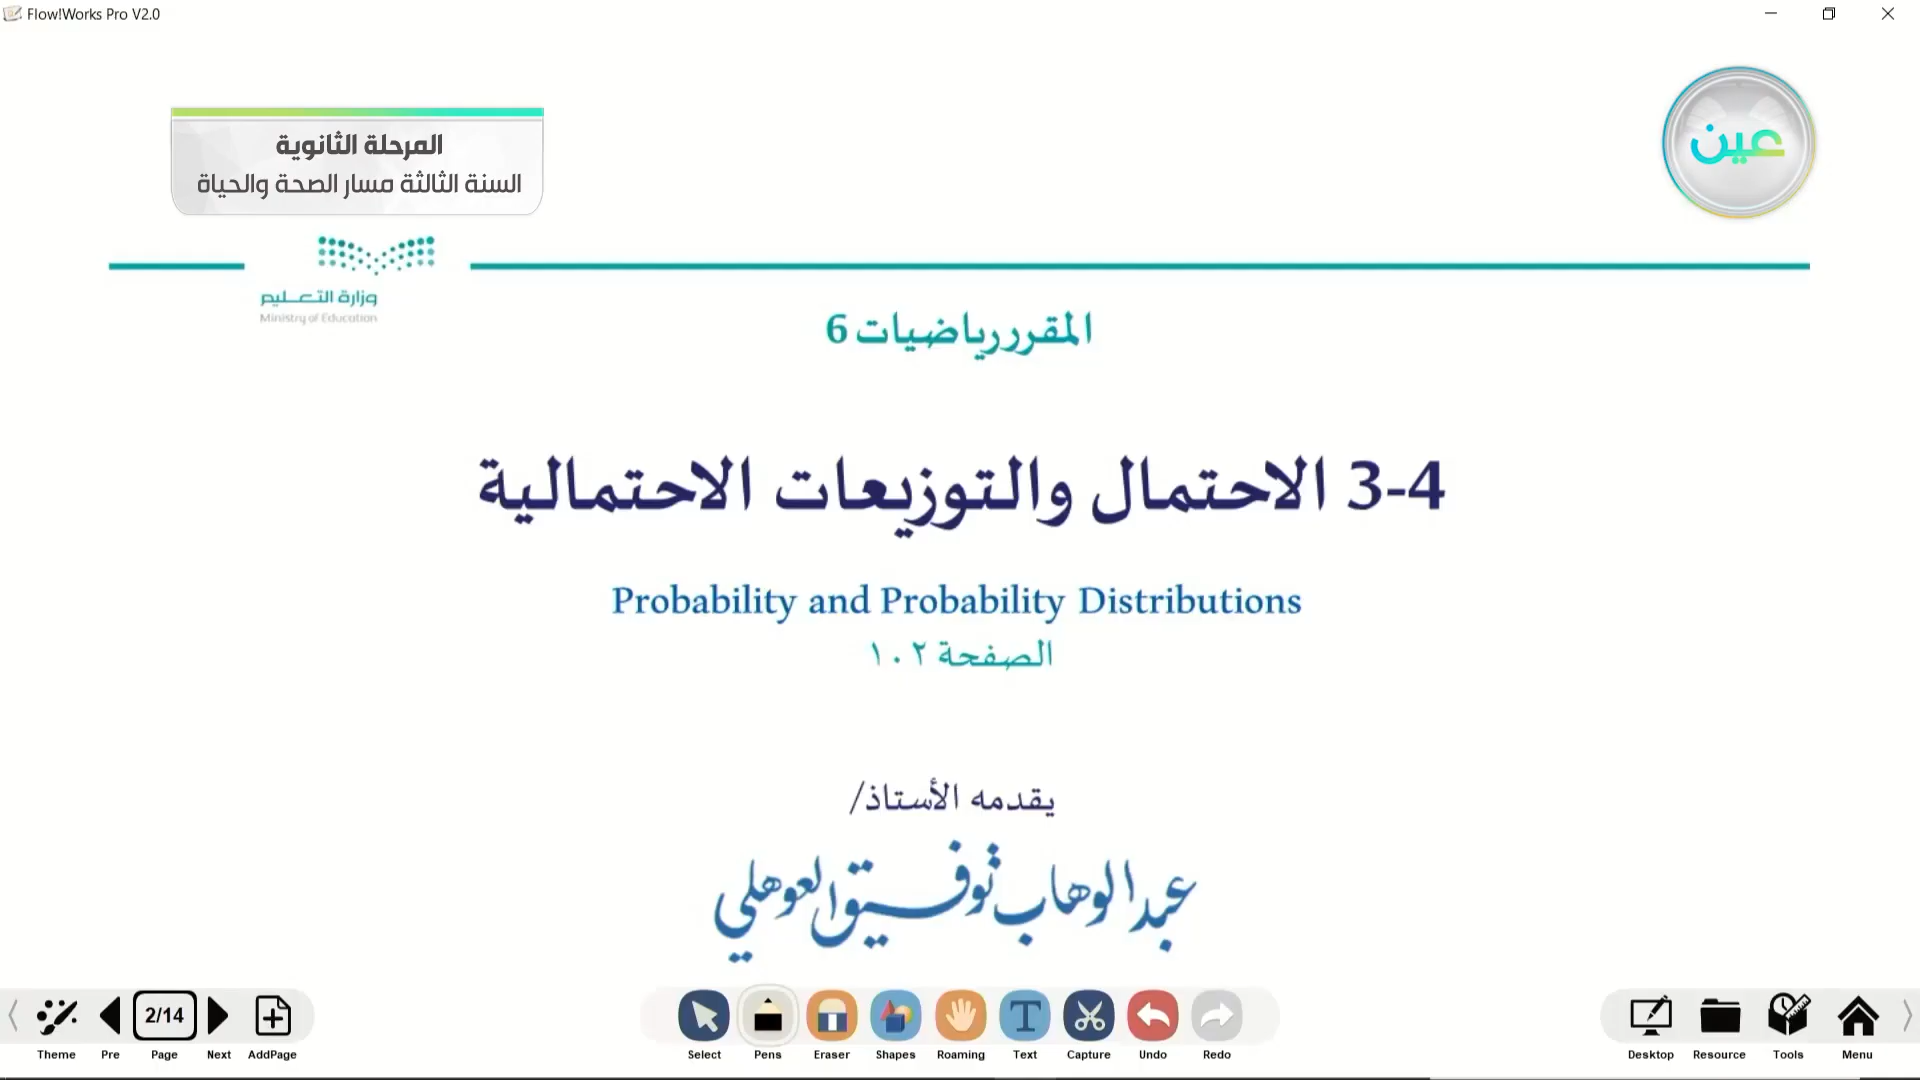 Flow!Works Pro V2.0
عين
المرحلة الثانوية
السنة الثالثة مسار الصحة والحياة
وزارة التعليم
Ministry of Education
المقرر رياضيات 6
3-4 الاحتمال والتوزيعات الاحتمالية
Probability and Probability Distributions
الصفحة ١٠٢
يقدمه الأستاذ/
عبدالوهاب توفيق العوهلي
2/14
Theme Pre Page Next AddPage
Select Pens Eraser Shapes Roaming Text Capture Undo Redo
Desktop Resource Tools Menu